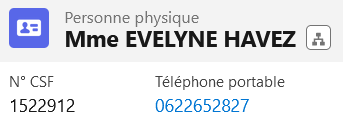 Personne physique
Mme EVELYNE HAVEZ
N° CSF
Téléphone portable
1522912
0622652827